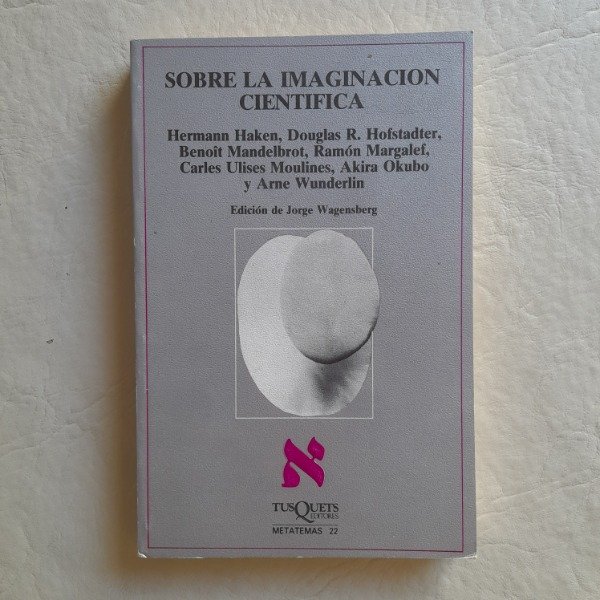 SOBRE LA IMAGINACION
CIENTIFICA
Hermann Haken, Douglas R. Hofstadter,
Benoît Mandelbrot, Ramón Margalef,
Carles Ulises Moulines, Akira Okubo
y Arne Wunderlin
Edición de Jorge Wagensberg
א
TUSQUETS
EDITORES
METATEMAS 22